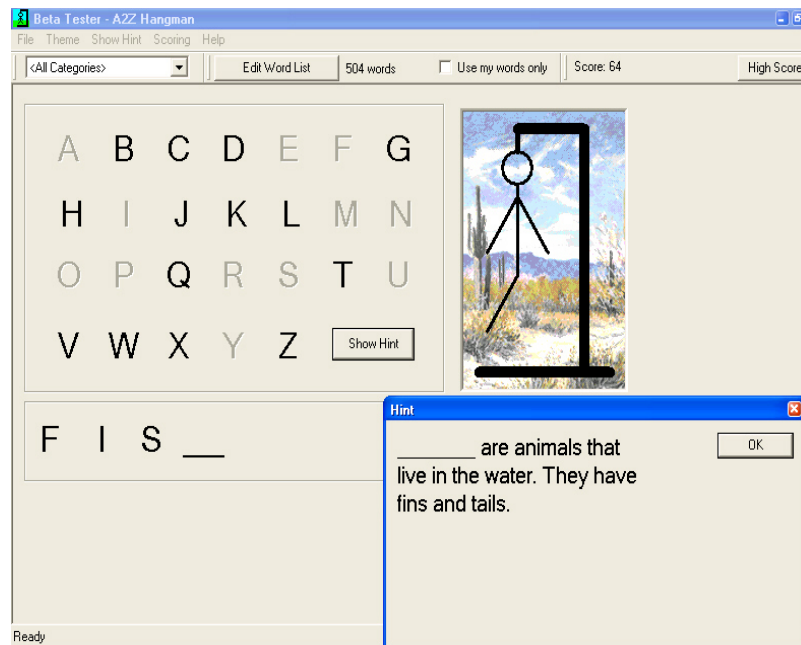 Beta Tester - A2Z Hangman
File Theme Show Hint Scoring Help
<All Categories> Edit Word List 504 words Use my words only Score: 64 High Score
A B C D E F G
H I J K L M N
O P Q R S T U
V W X Y Z Show Hint
F I S __
Hint
_______ are animals that
live in the water. They have
fins and tails.
OK
Ready